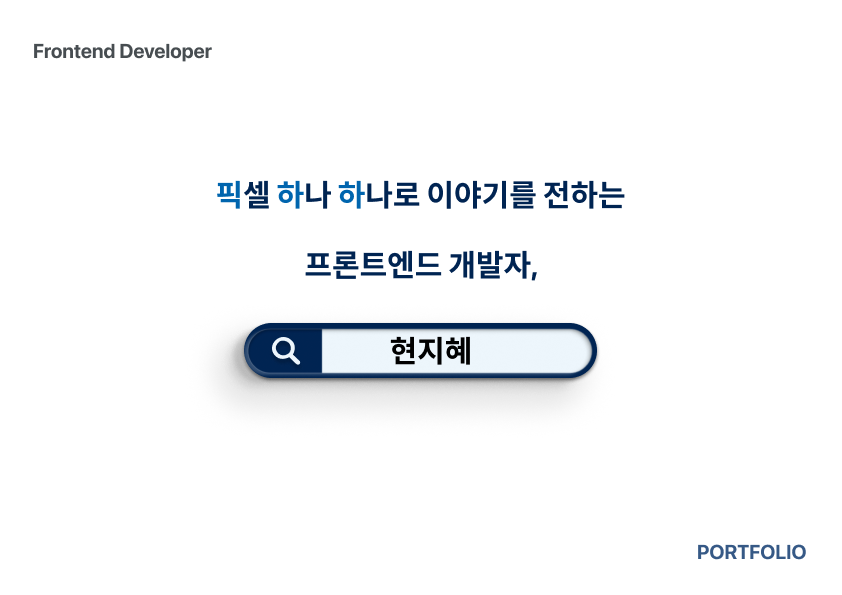 Frontend Developer
픽셀 하나 하나로 이야기를 전하는
프론트엔드 개발자,
현지혜
PORTFOLIO